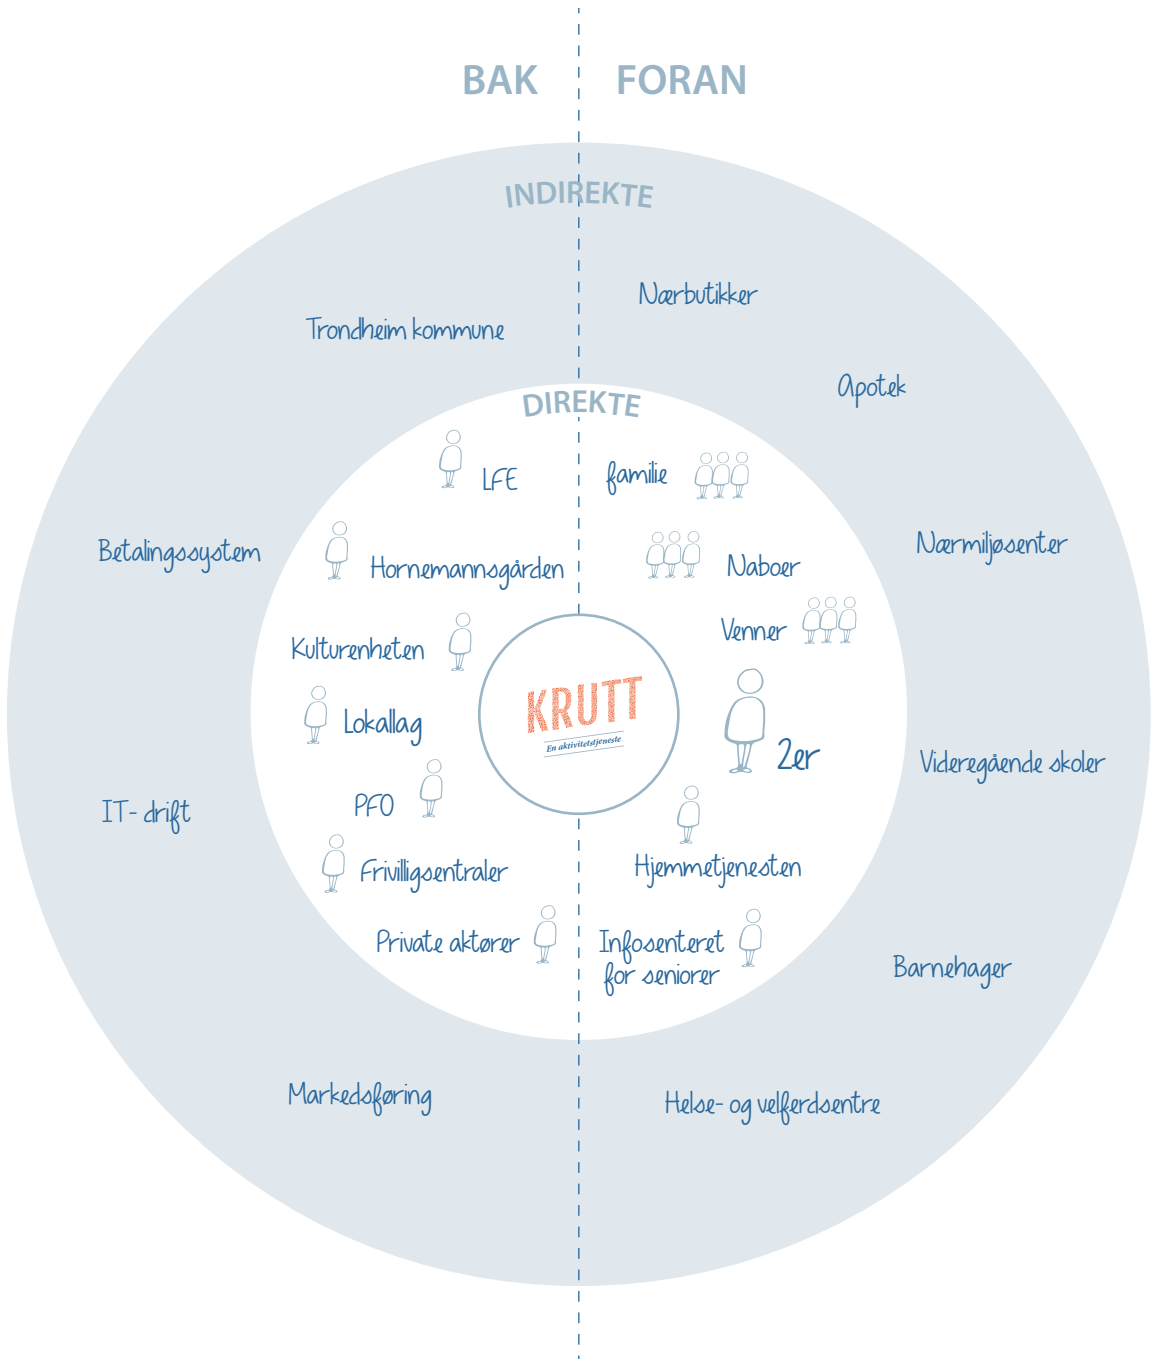 BAK
FORAN
INDIREKTE
Nærbutikker
Trondheim kommune
Apotek
DIREKTE
LFE
familie
Nærmiljøsenter
Betalingssystem
Hornemannsgården
Naboer
Venner
Kulturenheten
KRUTT
En aktivitetstjeneste
Lokallag
2er
Videregående skoler
PFO
IT- drift
Frivilligsentraler
Hjemmetjenesten
Private aktører
Infosenteret
for seniorer
Barnehager
Markedsføring
Helse- og velferdsentre